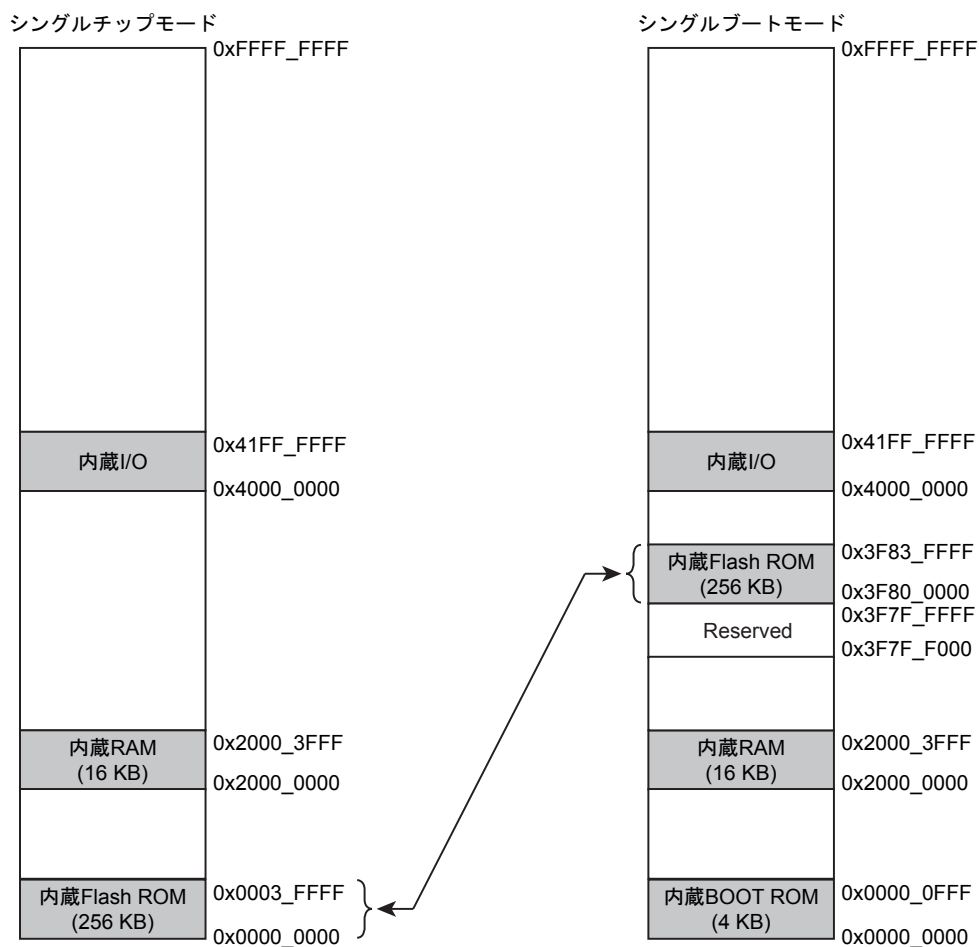 シングルチップモード
0xFFFF_FFFF
内蔵I/O
0x41FF_FFFF
0x4000_0000
内蔵RAM
(16 KB)
0x2000_3FFF
0x2000_0000
内蔵Flash ROM
(256 KB)
0x0003_FFFF
0x0000_0000
シングルブートモード
0xFFFF_FFFF
内蔵I/O
0x41FF_FFFF
0x4000_0000
内蔵Flash ROM
(256 KB)
0x3F83_FFFF
0x3F80_0000
Reserved
0x3F7F_FFFF
0x3F7F_F000
内蔵RAM
(16 KB)
0x2000_3FFF
0x2000_0000
内蔵BOOT ROM
(4 KB)
0x0000_0FFF
0x0000_0000